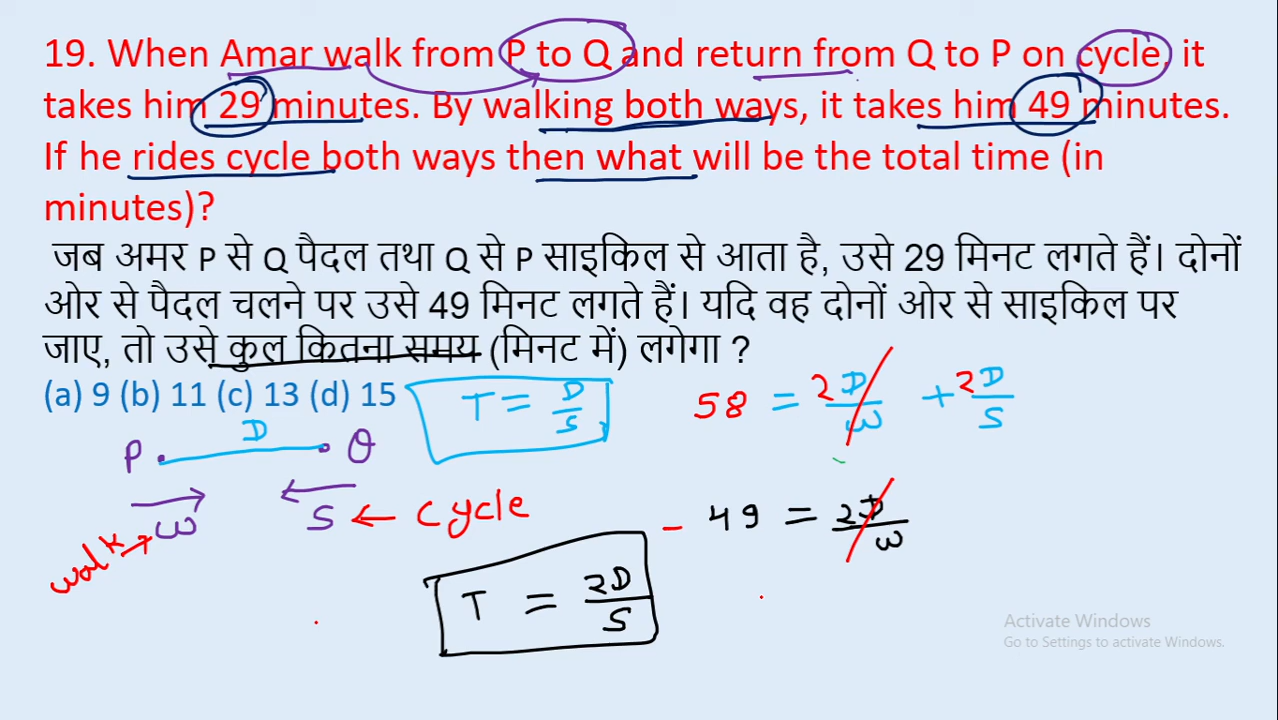 19. When Amar walk from P to Q and return from Q to P on cycle, it
takes him 29 minutes. By walking both ways, it takes him 49 minutes.
If he rides cycle both ways then what will be the total time (in
minutes)?
जब अमर P से Q पैदल तथा Q से P साइकिल से आता है, उसे 29 मिनट लगते हैं। दोनों
ओर से पैदल चलने पर उसे 49 मिनट लगते हैं। यदि वह दोनों ओर से साइकिल पर
जाए, तो उसे कुल कितना समय (मिनट में) लगेगा ?
(a) 9 (b) 11 (c) 13 (d) 15
T = D/S
58 = 2D/W + 2D/S
P D Q
W S ← cycle
walk →
- 49 = 2D/W
T = 2D/S
Activate Windows
Go to Settings to activate Windows.